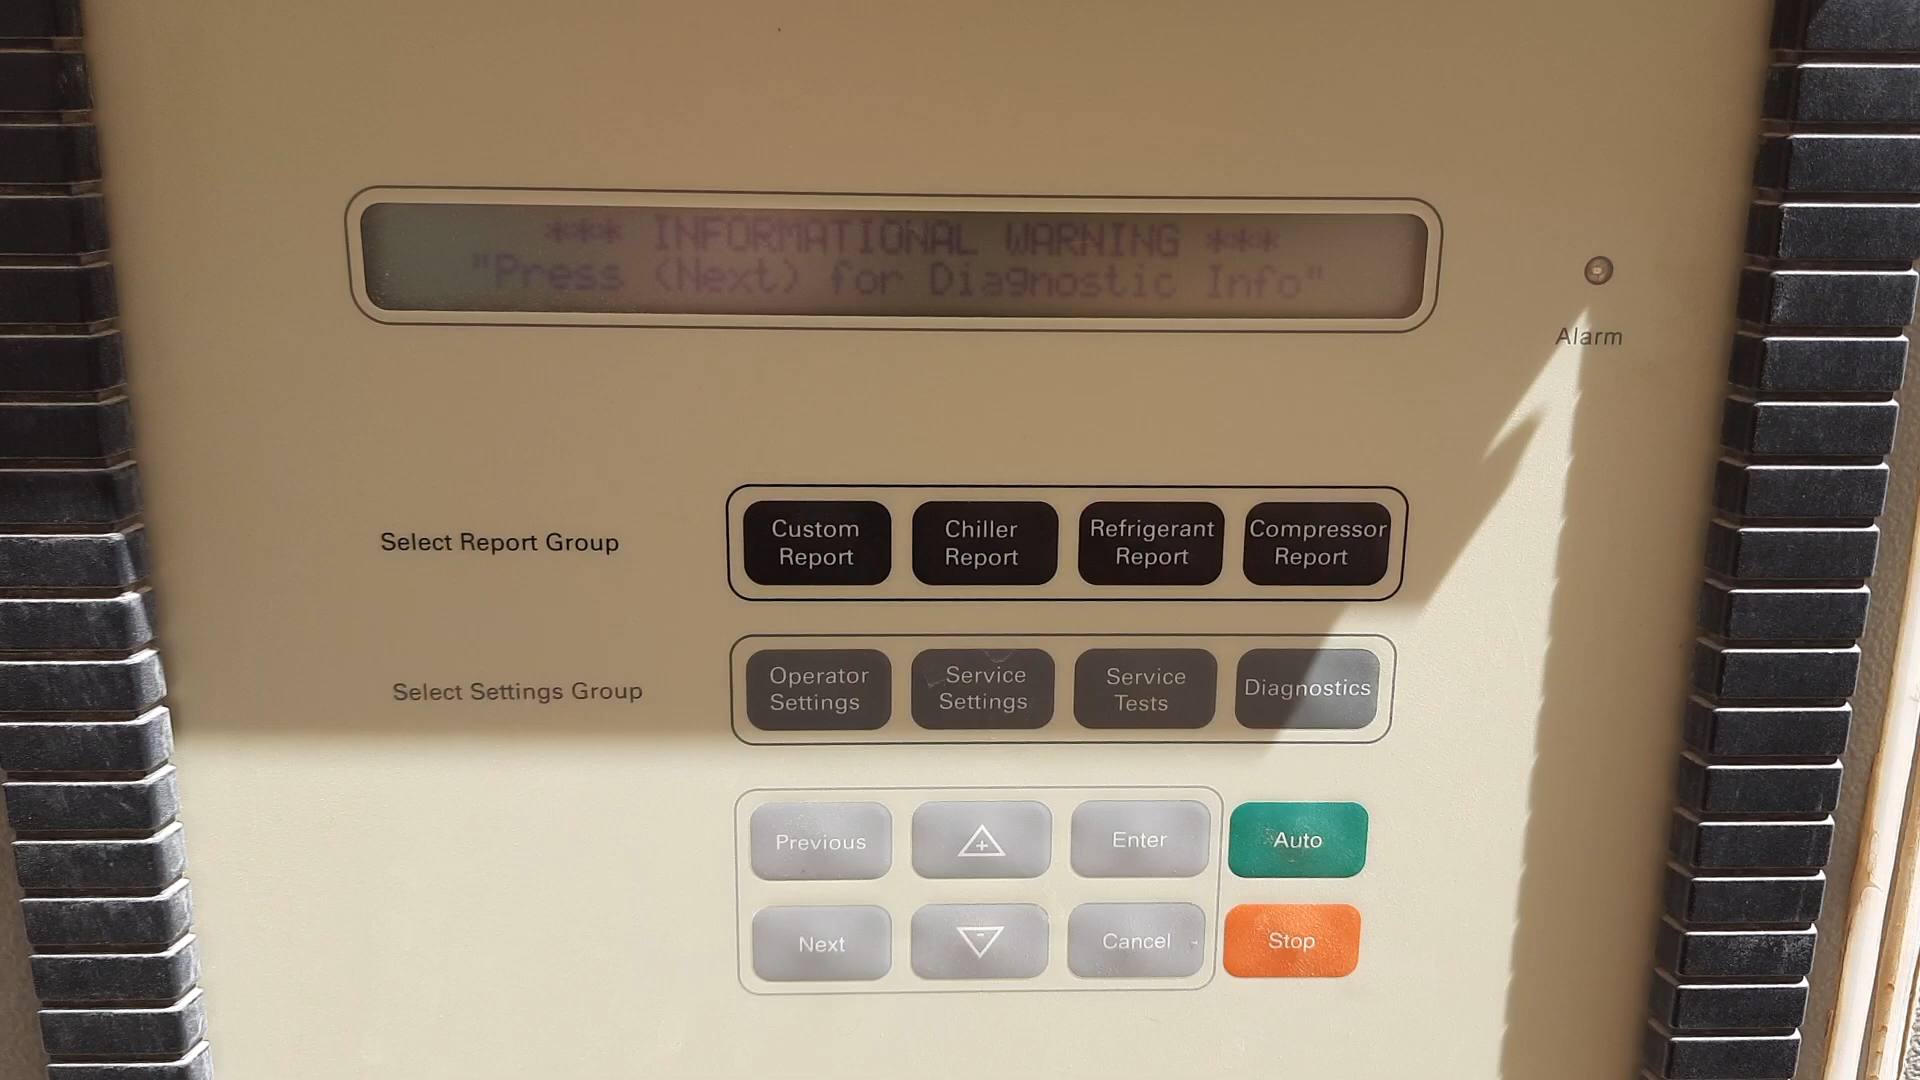 *** INFORMATIONAL WARNING ***
"Press (Next) for Diagnostic Info"
Alarm
Select Report Group
Custom
Report
Chiller
Report
Refrigerant
Report
Compressor
Report
Select Settings Group
Operator
Settings
Service
Settings
Service
Tests
Diagnostics
Previous
+
Enter
Auto
Next
-
Cancel
Stop